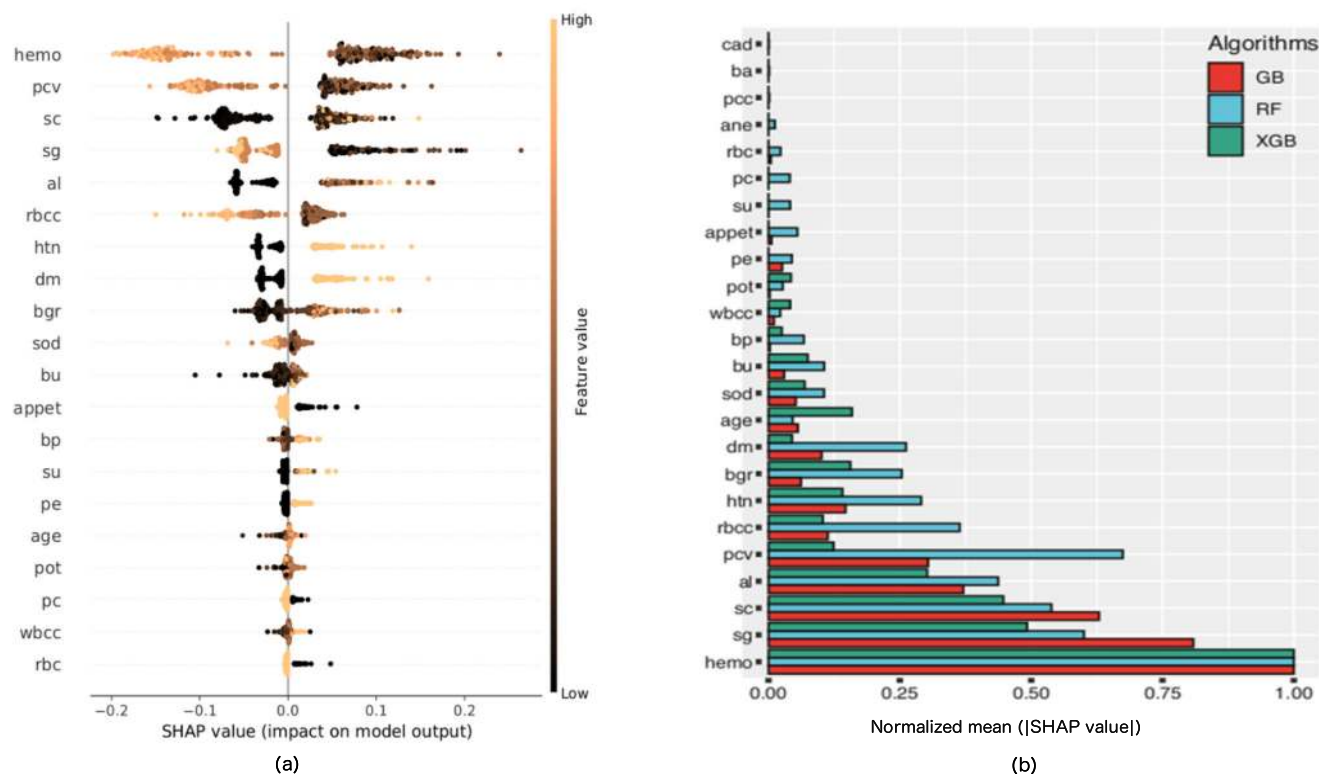 High
hemo
pcv
sc
sg
al
rbcc
htn
dm
bgr
sod
bu
appet
bp
su
pe
age
pot
pc
wbcc
rbc
Feature value
Low
−0.2 −0.1 0.0 0.1 0.2
SHAP value (impact on model output)
(a)
Algorithms
GB
RF
XGB
cad
ba
pcc
ane
rbc
pc
su
appet
pe
pot
wbcc
bp
bu
sod
age
dm
bgr
htn
rbcc
pcv
al
sc
sg
hemo
0.00 0.25 0.50 0.75 1.00
Normalized mean (|SHAP value|)
(b)